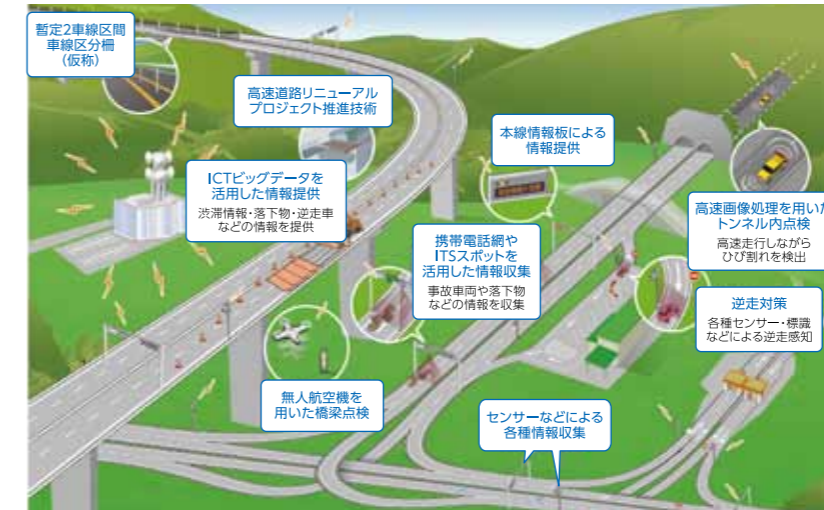 暫定2車線区間
車線区分柵
(仮称)
高速道路リニューアル
プロジェクト推進技術
本線情報板による
情報提供
ICTビッグデータを
活用した情報提供
渋滞情報・落下物・逆走車
などの情報を提供
携帯電話網や
ITSスポットを
活用した情報収集
事故車両や落下物
などの情報を収集
高速画像処理を用いた
トンネル内点検
高速走行しながら
ひび割れを検出
逆走対策
各種センサー・標識
などによる逆走感知
無人航空機を
用いた橋梁点検
センサーなどによる
各種情報収集